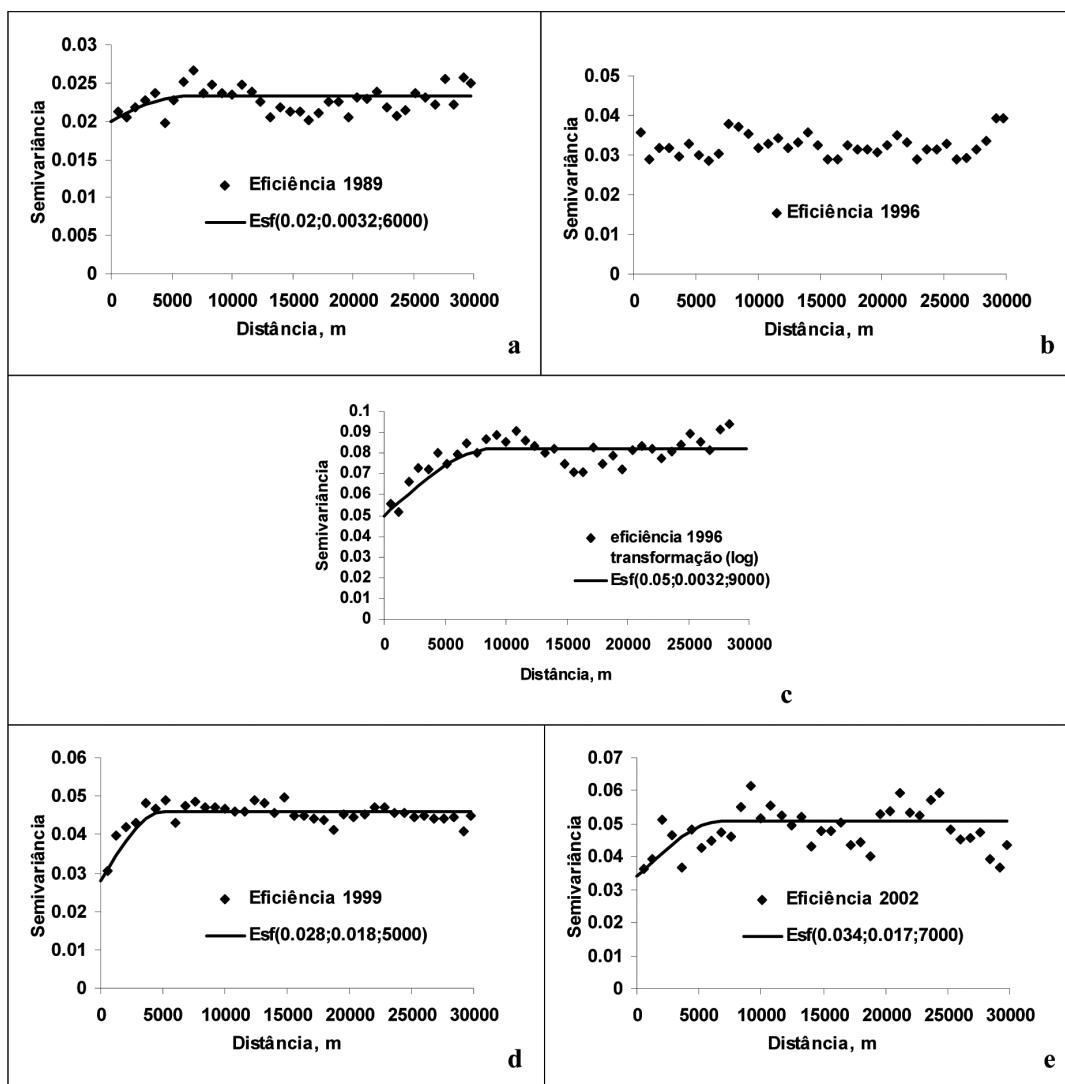 0.03
0.025
0.02
0.015
0.01
0.005
0
Semivariância
Eficiência 1989
Esf(0.02;0.0032;6000)
0 5000 10000 15000 20000 25000 30000
Distância, m
a
0.05
0.04
0.03
0.02
0.01
0
Semivariância
Eficiência 1996
0 5000 10000 15000 20000 25000 30000
Distância, m
b
0.1
0.09
0.08
0.07
0.06
0.05
0.04
0.03
0.02
0.01
0
Semivariância
eficiência 1996
transformação (log)
Esf(0.05;0.0032;9000)
0 5000 10000 15000 20000 25000 30000
Distância, m
c
0.06
0.05
0.04
0.03
0.02
0.01
0
Semivariância
Eficiência 1999
Esf(0.028;0.018;5000)
0 5000 10000 15000 20000 25000 30000
Distância, m
d
0.07
0.06
0.05
0.04
0.03
0.02
0.01
0
Semivariância
Eficiência 2002
Esf(0.034;0.017;7000)
0 5000 10000 15000 20000 25000 30000
Distância, m
e